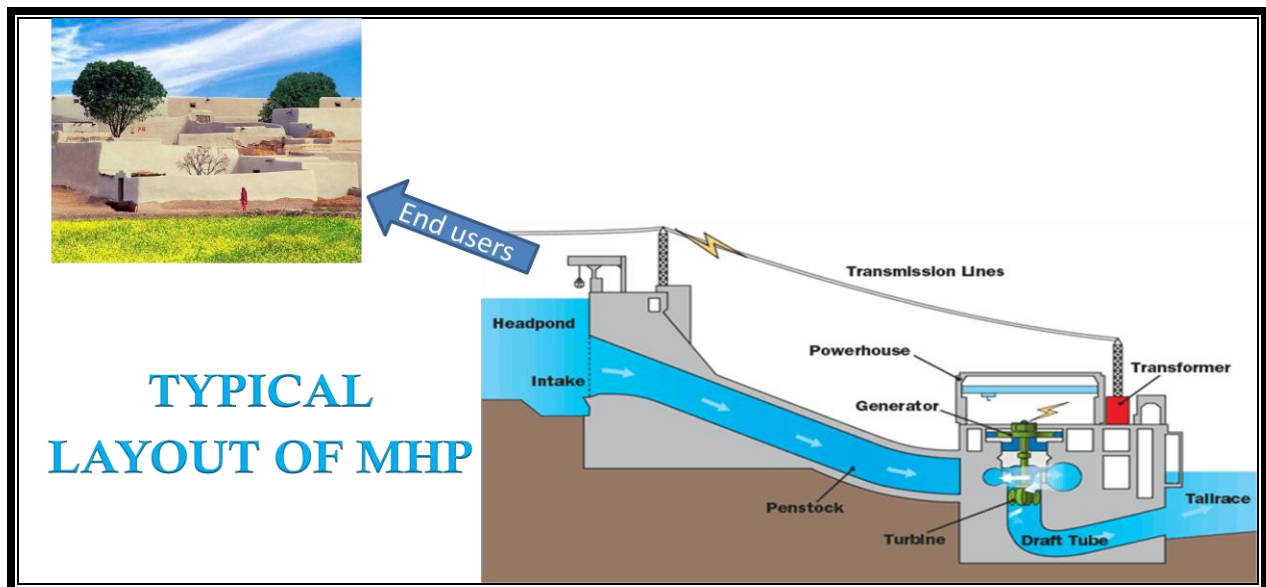 End users
Transmission Lines
Headpond
Powerhouse
Transformer
Intake
Generator
TYPICAL
LAYOUT OF MHP
Penstock
Tailrace
Turbine
Draft Tube